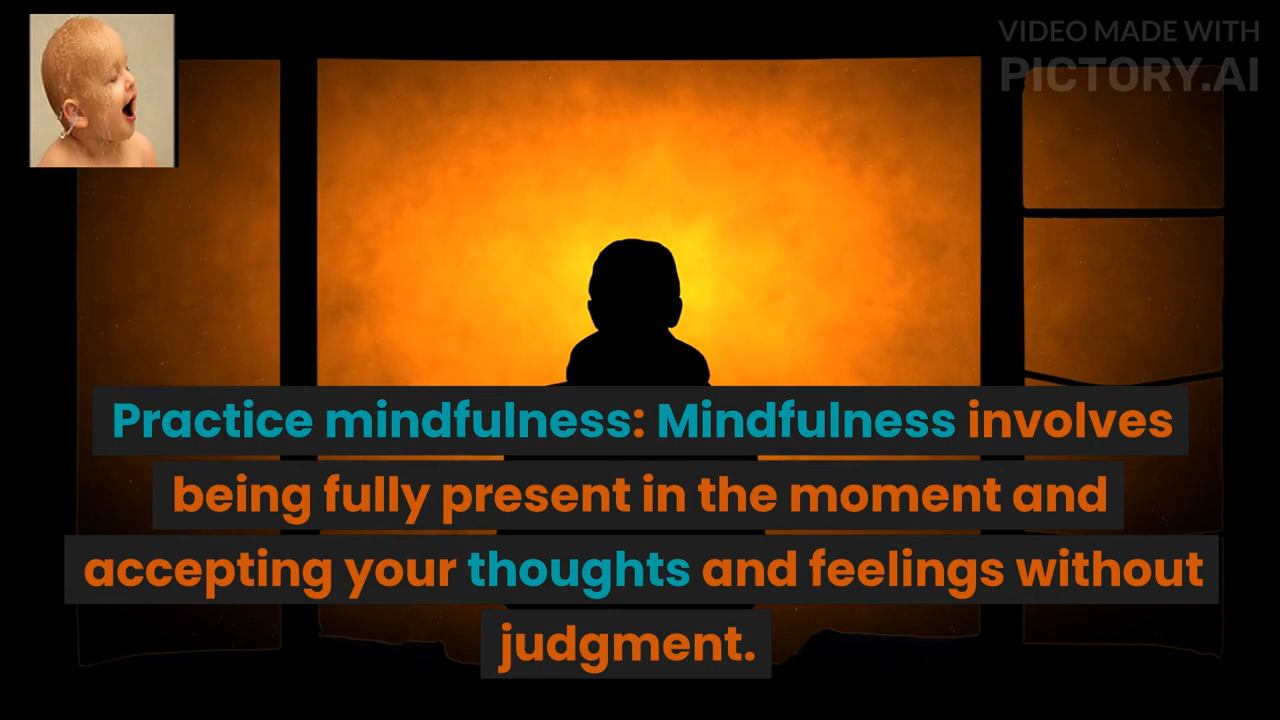 VIDEO MADE WITH
PICTORY.AI
Practice mindfulness: Mindfulness involves
being fully present in the moment and
accepting your thoughts and feelings without
judgment.